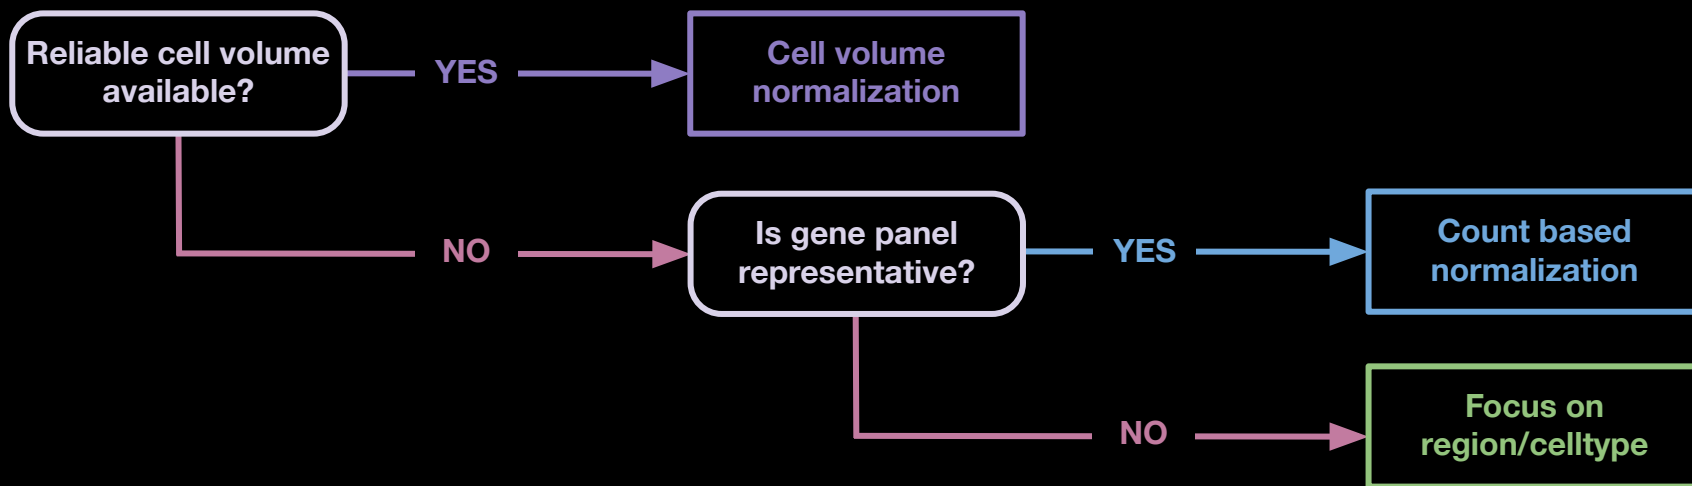 Reliable cell volume
available?
YES
Cell volume
normalization
NO
Is gene panel
representative?
YES
Count based
normalization
NO
Focus on
region/celltype